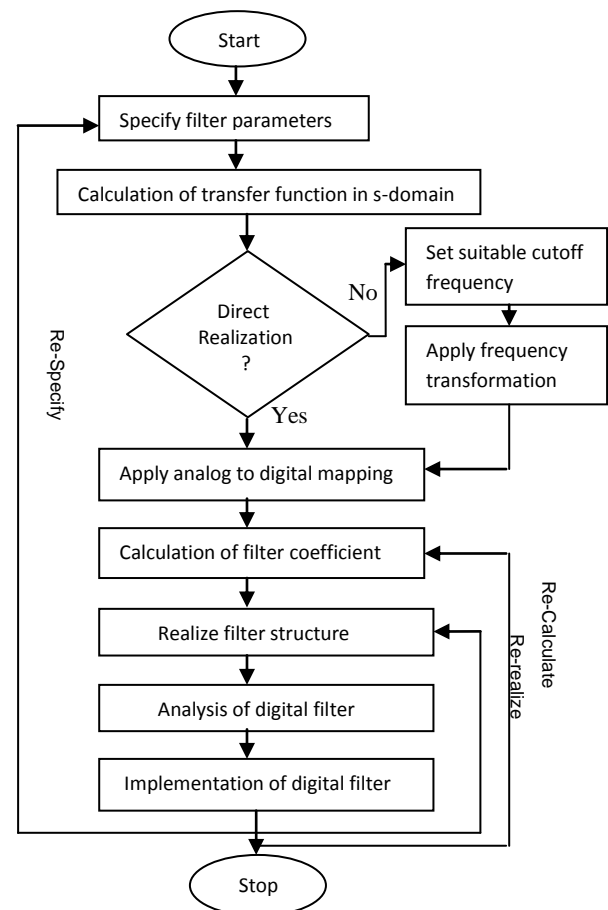 Start
Specify filter parameters
Calculation of transfer function in s-domain
Set suitable cutoff
frequency
No
Direct
Realization
?
Apply frequency
transformation
Yes
Re-Specify
Apply analog to digital mapping
Calculation of filter coefficient
Realize filter structure
Re-Calculate
Re-realize
Analysis of digital filter
Implementation of digital filter
Stop